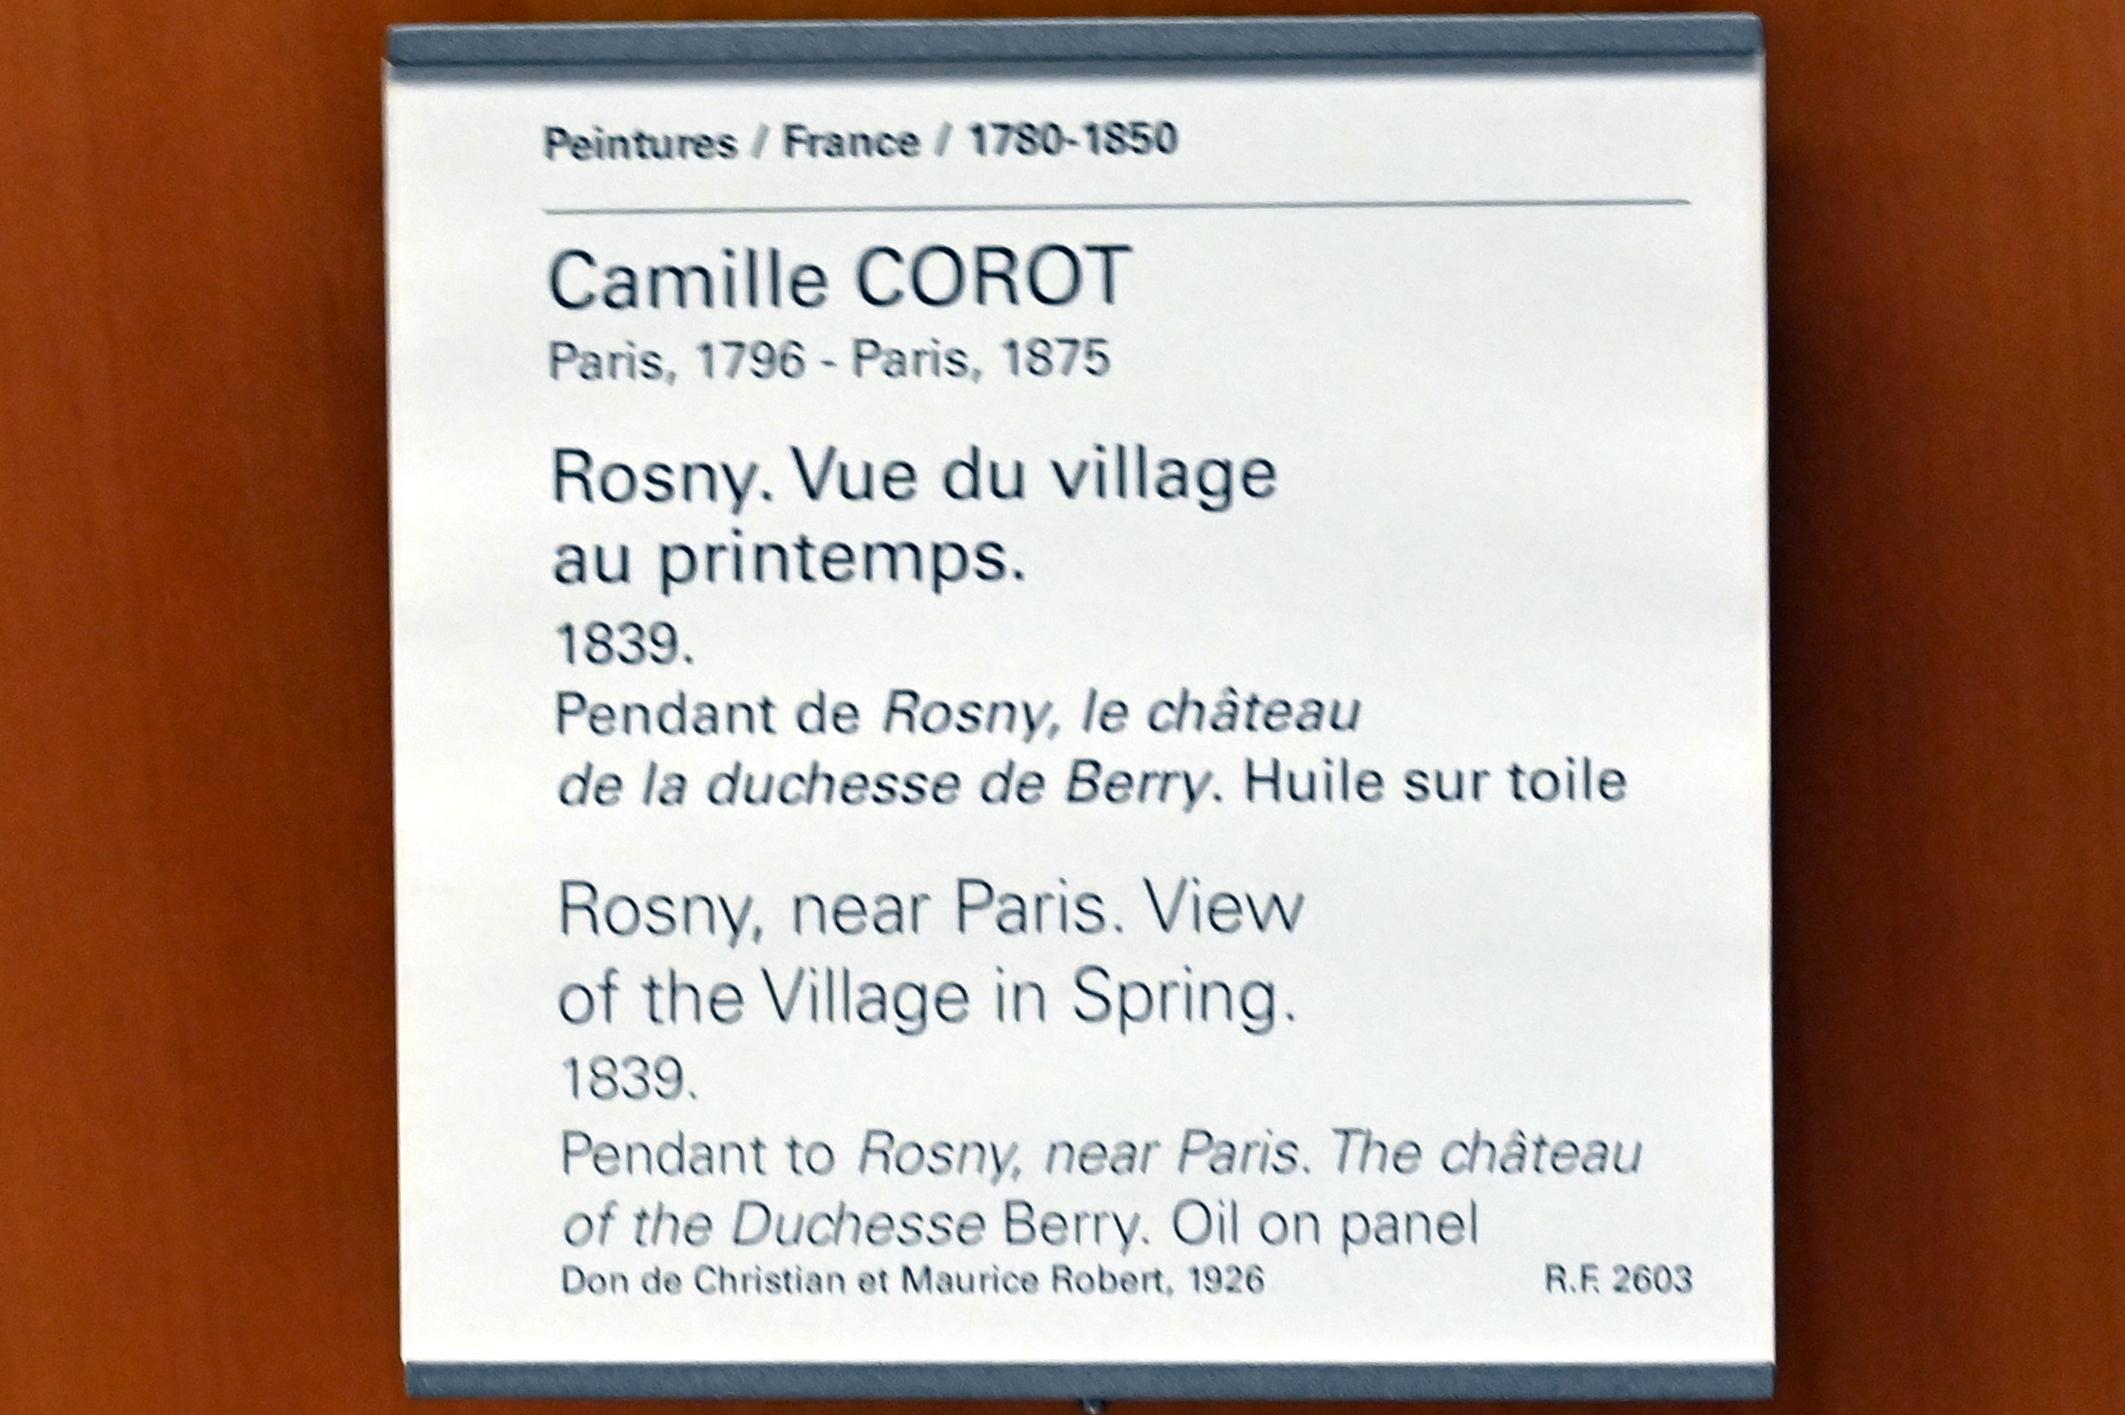 Peintures / France / 1780-1850
Camille COROT
Paris, 1796 - Paris, 1875
Rosny. Vue du village
au printemps.
1839.
Pendant de Rosny, le château
de la duchesse de Berry. Huile sur toile
Rosny, near Paris. View
of the Village in Spring.
1839.
Pendant to Rosny, near Paris. The château
of the Duchesse Berry. Oil on panel
Don de Christian et Maurice Robert, 1926 R.F. 2603